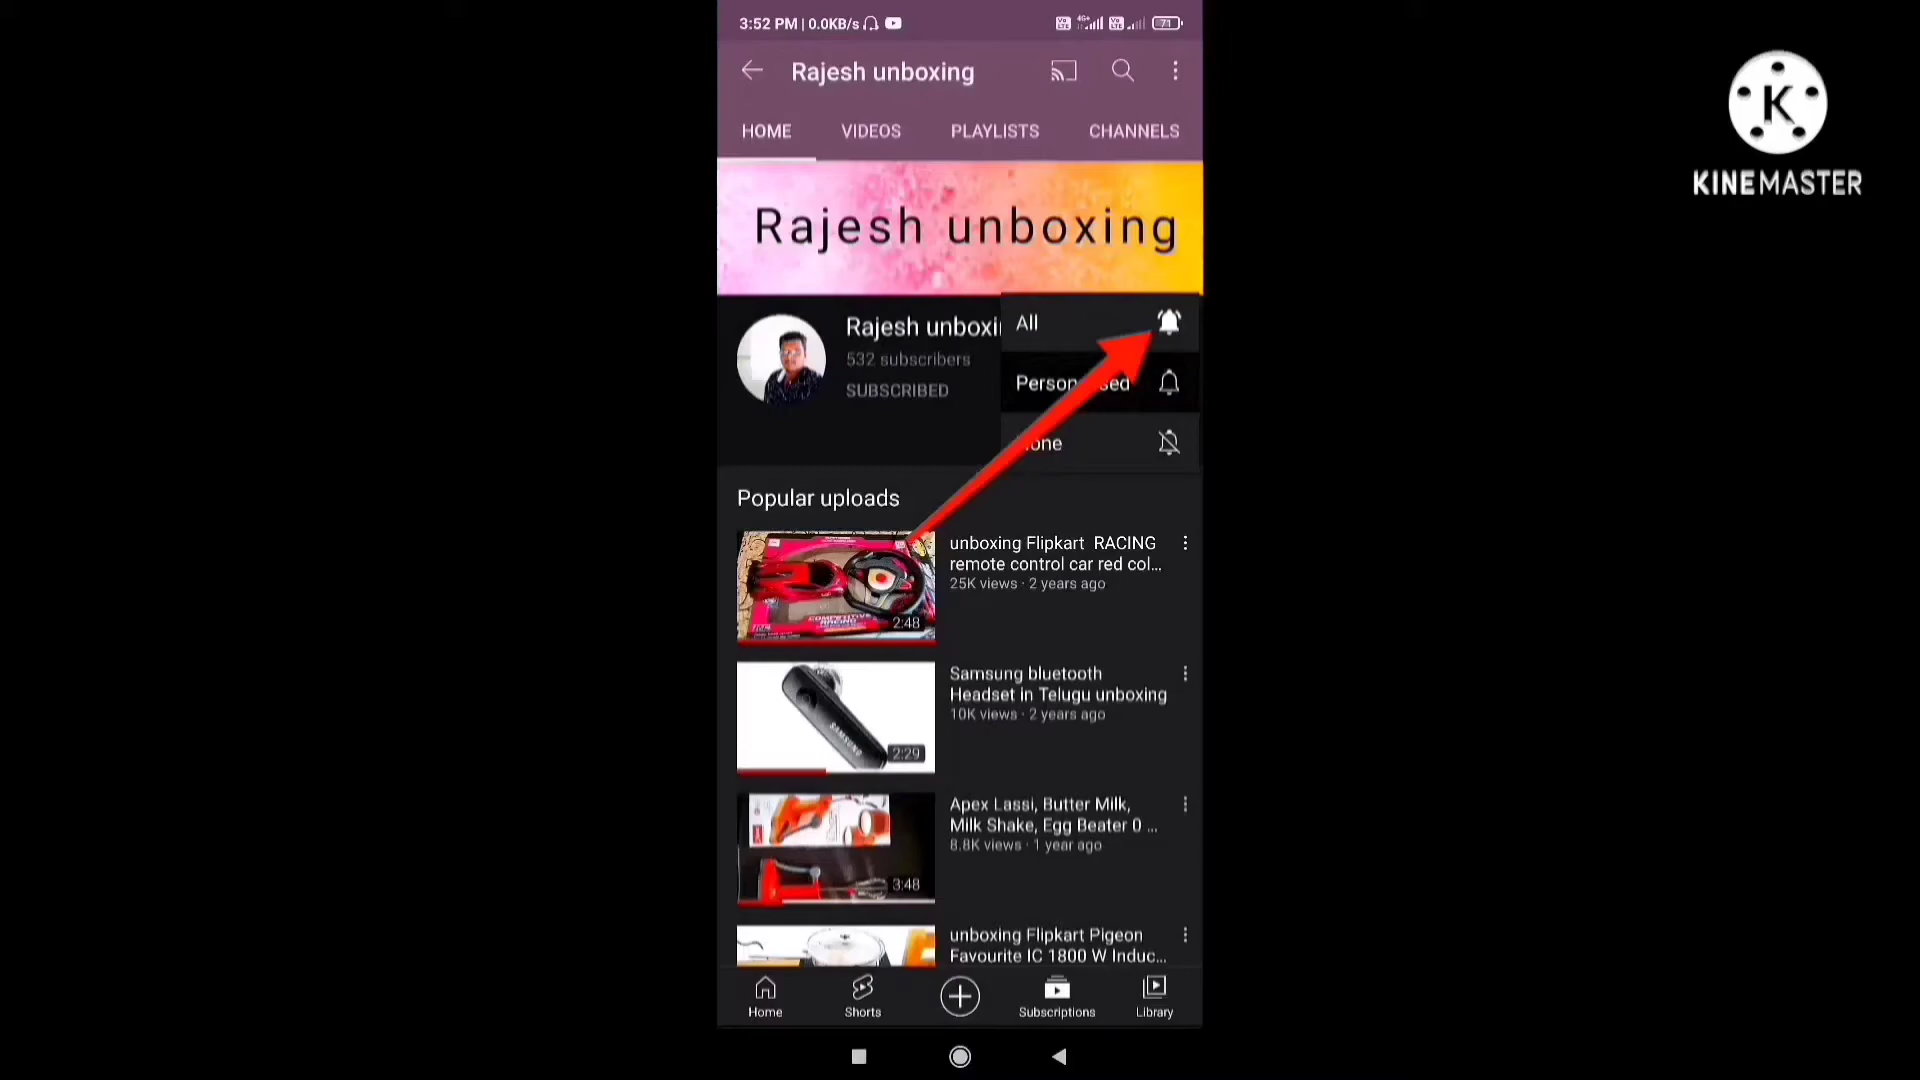 3:52 PM | 0.0KB/s
71
Rajesh unboxing
HOME VIDEOS PLAYLISTS CHANNELS
Rajesh unboxing
Rajesh unboxi
532 subscribers
SUBSCRIBED
All
Popular uploads
unboxing Flipkart RACING
remote control car red col...
25K views · 2 years ago
2:48
Samsung bluetooth
Headset in Telugu unboxing
10K views · 2 years ago
SAMSUNG
2:29
Apex Lassi, Butter Milk,
Milk Shake, Egg Beater 0 ...
8.8K views · 1 year ago
3:48
unboxing Flipkart Pigeon
Favourite IC 1800 W Induc...
Home Shorts Subscriptions Library
K
KINEMASTER